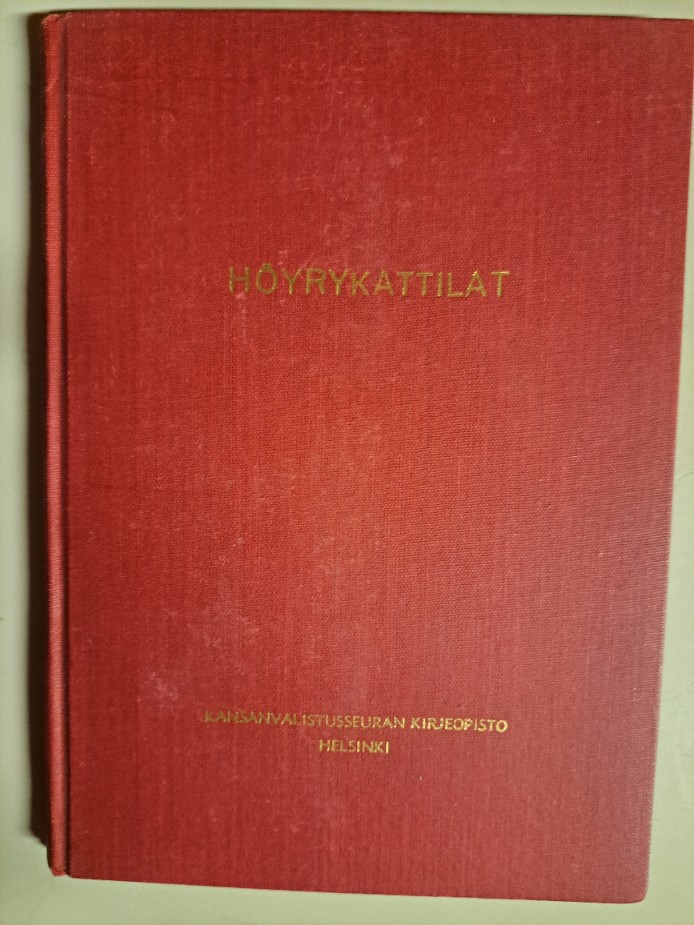 HÖYRYKATTILAT
KANSANVALISTUSSEURAN KIRJEOPISTO
HELSINKI